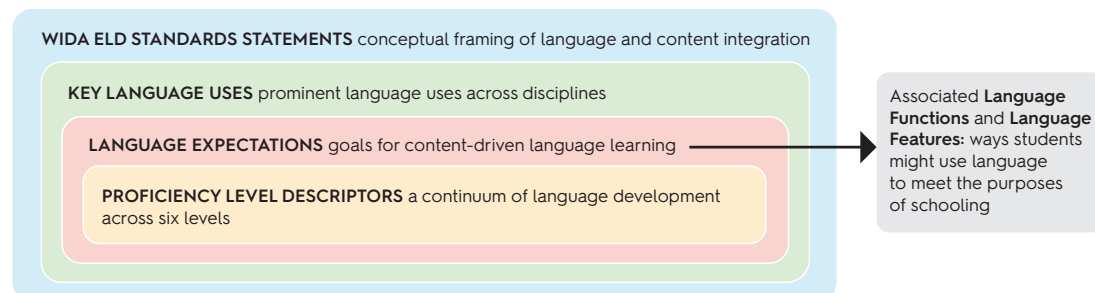 WIDA ELD STANDARDS STATEMENTS conceptual framing of language and content integration
KEY LANGUAGE USES prominent language uses across disciplines
LANGUAGE EXPECTATIONS goals for content-driven language learning
PROFICIENCY LEVEL DESCRIPTORS a continuum of language development
across six levels
Associated Language
Functions and Language
Features: ways students
might use language
to meet the purposes
of schooling